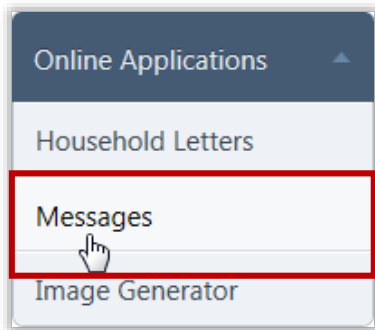 Online Applications
Household Letters
Messages
Image Generator